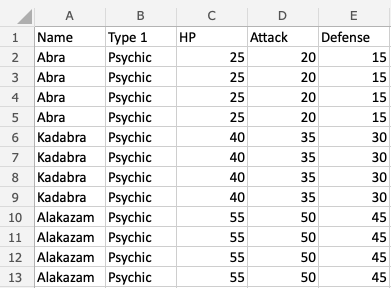 A B C D E
1 Name Type 1 HP Attack Defense
2 Abra Psychic 25 20 15
3 Abra Psychic 25 20 15
4 Abra Psychic 25 20 15
5 Abra Psychic 25 20 15
6 Kadabra Psychic 40 35 30
7 Kadabra Psychic 40 35 30
8 Kadabra Psychic 40 35 30
9 Kadabra Psychic 40 35 30
10 Alakazam Psychic 55 50 45
11 Alakazam Psychic 55 50 45
12 Alakazam Psychic 55 50 45
13 Alakazam Psychic 55 50 45